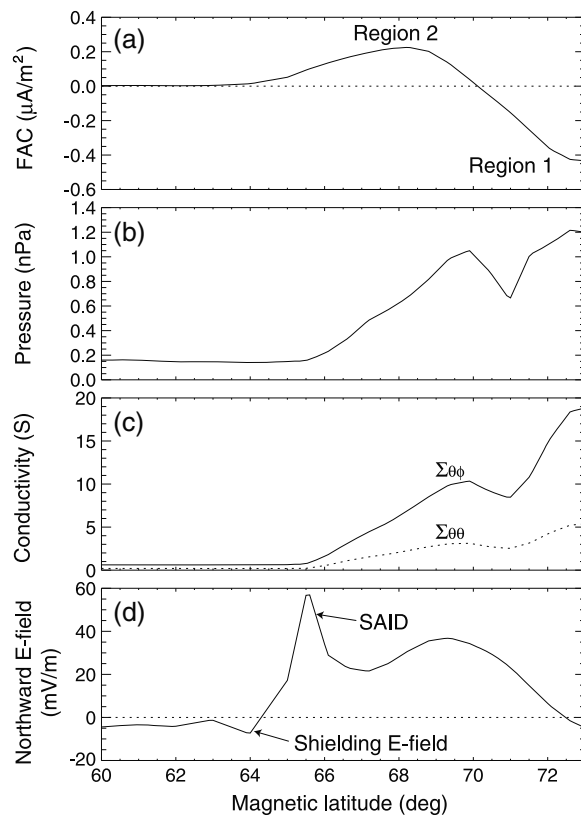 (a)
Region 2
Region 1
FAC (μA/m²)
0.4
0.2
0.0
-0.2
-0.4
-0.6
(b)
Pressure (nPa)
1.4
1.2
1.0
0.8
0.6
0.4
0.2
0.0
(c)
Σθϕ
Σθθ
Conductivity (S)
20
15
10
5
0
(d)
SAID
Shielding E-field
Northward E-field
(mV/m)
60
40
20
0
-20
60 62 64 66 68 70 72
Magnetic latitude (deg)